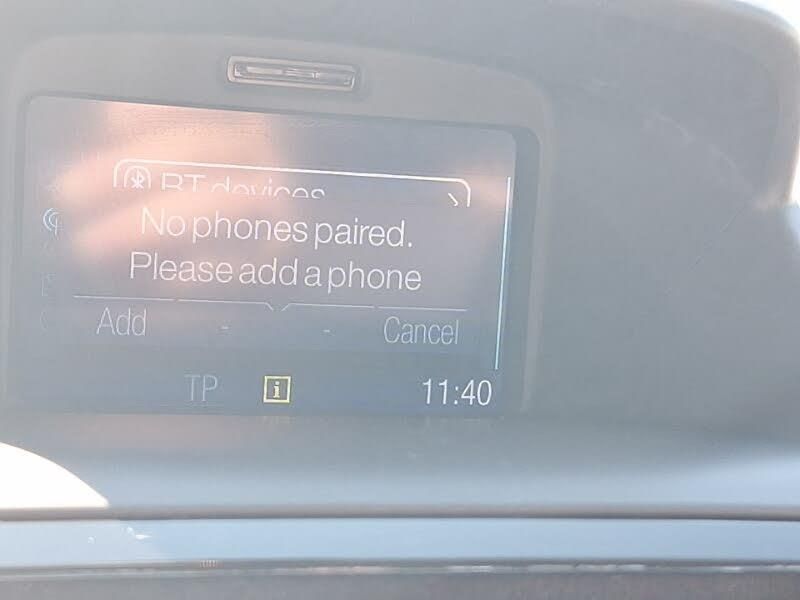 BT devices
No phones paired.
Please add a phone
Add - - Cancel
TP i 11:40